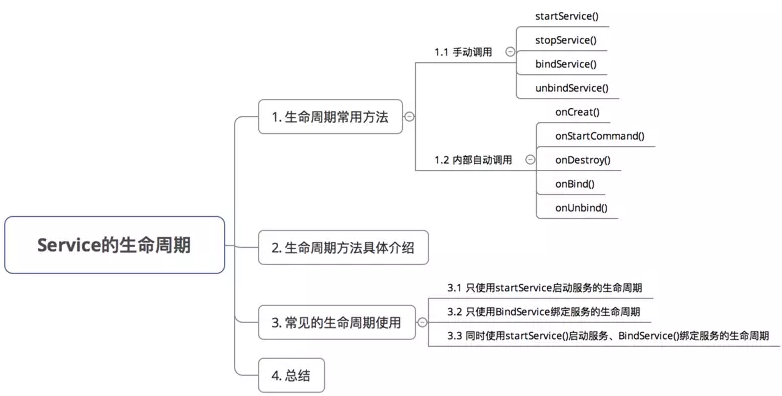 Service的生命周期
1. 生命周期常用方法
1.1 手动调用
startService()
stopService()
bindService()
unbindService()
1.2 内部自动调用
onCreat()
onStartCommand()
onDestroy()
onBind()
onUnbind()
2. 生命周期方法具体介绍
3. 常见的生命周期使用
3.1 只使用startService启动服务的生命周期
3.2 只使用BindService绑定服务的生命周期
3.3 同时使用startService()启动服务、BindService()绑定服务的生命周期
4. 总结